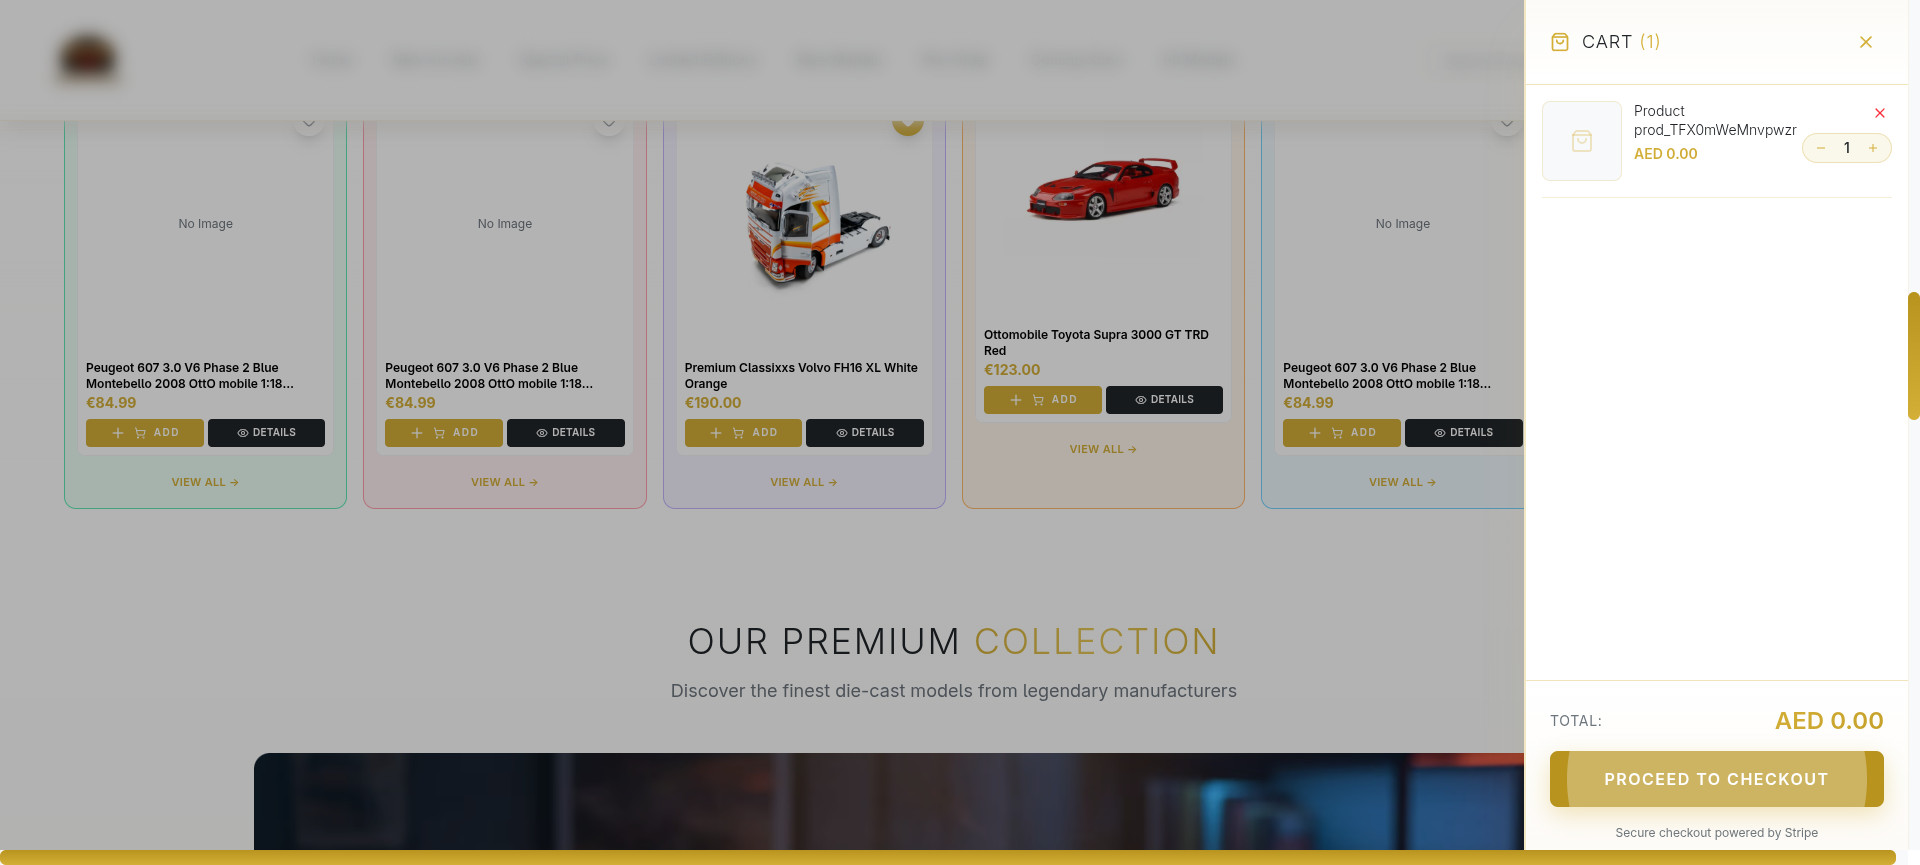 CART (1)
Product
prod_TFX0mWeMnvpwzr
AED 0.00
1
No Image
No Image
No Image
Peugeot 607 3.0 V6 Phase 2 Blue
Montebello 2008 OttO mobile 1:18...
€84.99
ADD
DETAILS
VIEW ALL →
Peugeot 607 3.0 V6 Phase 2 Blue
Montebello 2008 OttO mobile 1:18...
€84.99
ADD
DETAILS
VIEW ALL →
Premium Classixxs Volvo FH16 XL White
Orange
€190.00
ADD
DETAILS
VIEW ALL →
Ottomobile Toyota Supra 3000 GT TRD
Red
€123.00
ADD
DETAILS
VIEW ALL →
Peugeot 607 3.0 V6 Phase 2 Blue
Montebello 2008 OttO mobile 1:18...
€84.99
ADD
DETAILS
VIEW ALL →
OUR PREMIUM COLLECTION
Discover the finest die-cast models from legendary manufacturers
TOTAL:
AED 0.00
PROCEED TO CHECKOUT
Secure checkout powered by Stripe